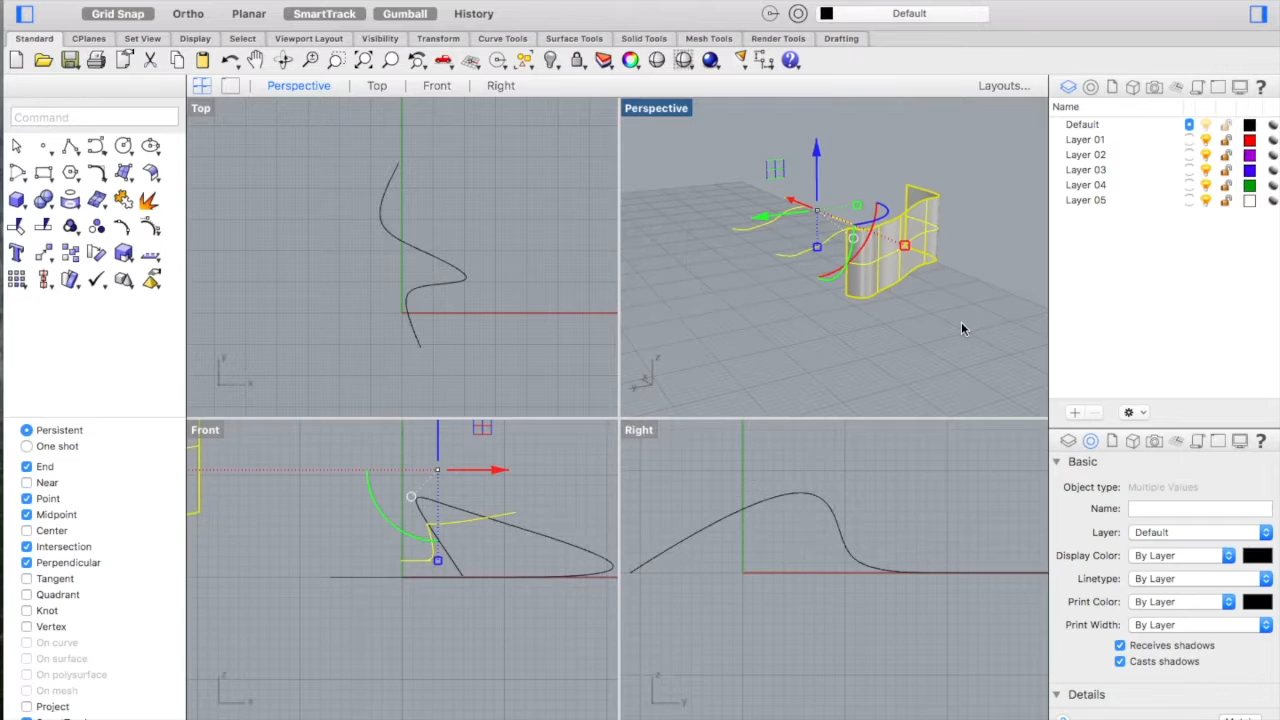 Grid Snap Ortho Planar SmartTrack Gumball History Default
Standard CPlanes Set View Display Select Viewport Layout Visibility Transform Curve Tools Surface Tools Solid Tools Mesh Tools Render Tools Drafting
Perspective Top Front Right Layouts...
Command
Top
y
x
Perspective
z
y
Front
z
x
Right
z
y
Persistent
One shot
End
Near
Point
Midpoint
Center
Intersection
Perpendicular
Tangent
Quadrant
Knot
Vertex
On curve
On surface
On polysurface
On mesh
Project
Name
Default
Layer 01
Layer 02
Layer 03
Layer 04
Layer 05
Basic
Object type: Multiple Values
Name:
Layer: Default
Display Color: By Layer
Linetype: By Layer
Print Color: By Layer
Print Width: By Layer
Receives shadows
Casts shadows
Details